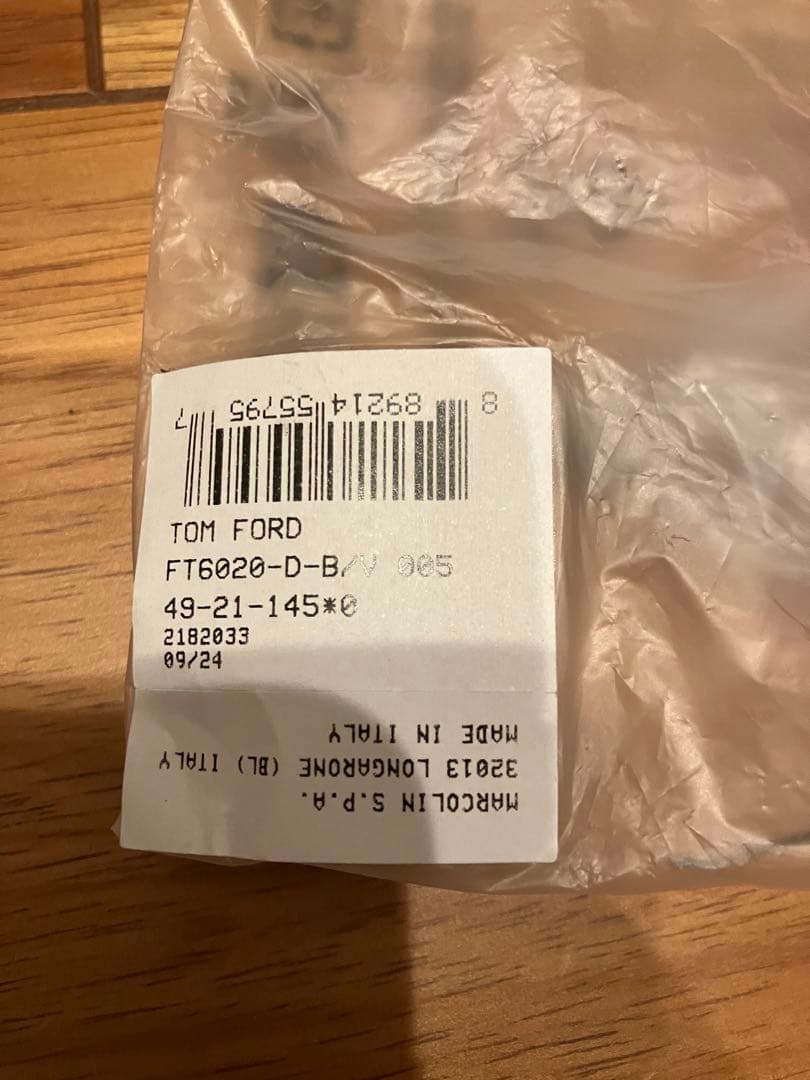 8 89214 55795 7
TOM FORD
FT6020-D-B/V 005
49-21-145*0
2182033
09/24
MARCOLIN S.P.A.
32013 LONGARONE (BL) ITALY
MADE IN ITALY